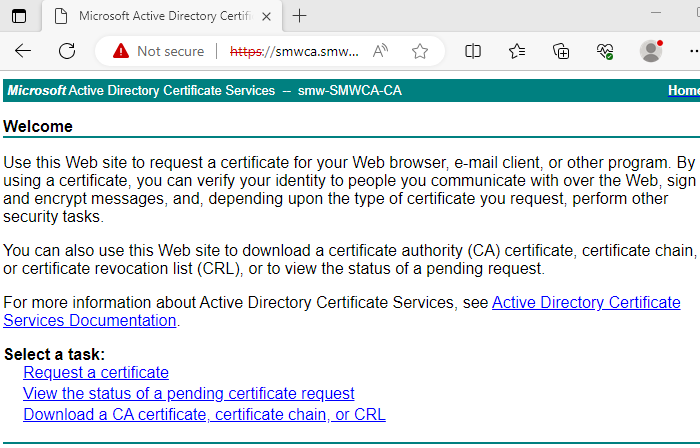 Microsoft Active Directory Certifi
Not secure https://smwca.smw...
Microsoft Active Directory Certificate Services -- smw-SMWCA-CA Home
Welcome
Use this Web site to request a certificate for your Web browser, e-mail client, or other program. By
using a certificate, you can verify your identity to people you communicate with over the Web, sign
and encrypt messages, and, depending upon the type of certificate you request, perform other
security tasks.
You can also use this Web site to download a certificate authority (CA) certificate, certificate chain,
or certificate revocation list (CRL), or to view the status of a pending request.
For more information about Active Directory Certificate Services, see Active Directory Certificate
Services Documentation.
Select a task:
Request a certificate
View the status of a pending certificate request
Download a CA certificate, certificate chain, or CRL